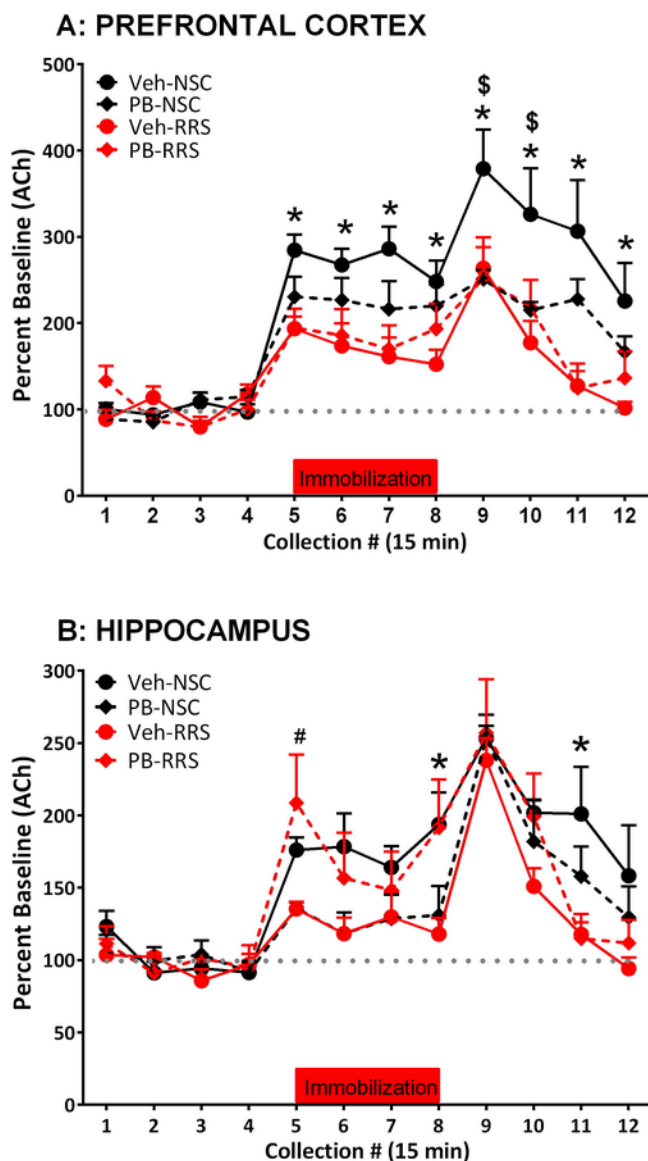 A: PREFRONTAL CORTEX
Percent Baseline (ACh)
500
400
300
200
100
0
Veh-NSC
PB-NSC
Veh-RRS
PB-RRS
$ $
* * * * * * * *
Immobilization
1 2 3 4 5 6 7 8 9 10 11 12
Collection # (15 min)
B: HIPPOCAMPUS
Percent Baseline (ACh)
300
250
200
150
100
50
0
Veh-NSC
PB-NSC
Veh-RRS
PB-RRS
# * *
Immobilization
1 2 3 4 5 6 7 8 9 10 11 12
Collection # (15 min)